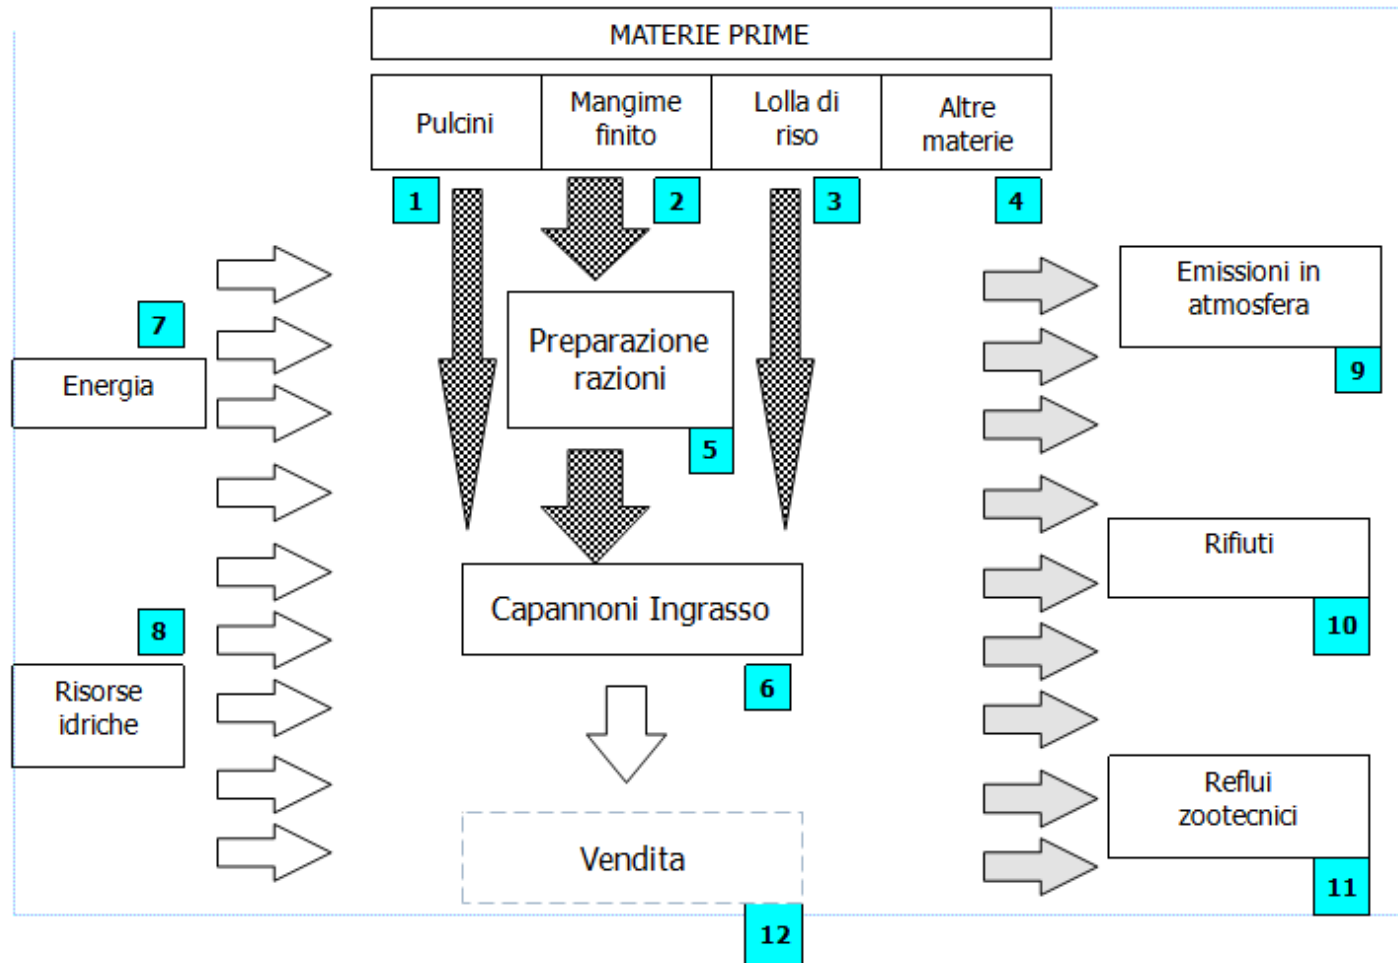 MATERIE PRIME
Pulcini
Mangime
finito
Lolla di
riso
Altre
materie
1
2
3
4
Emissioni in
atmosfera
9
7
Energia
Preparazione
razioni
5
Rifiuti
10
Capannoni Ingrasso
6
8
Risorse
idriche
Reflui
zootecnici
11
Vendita
12